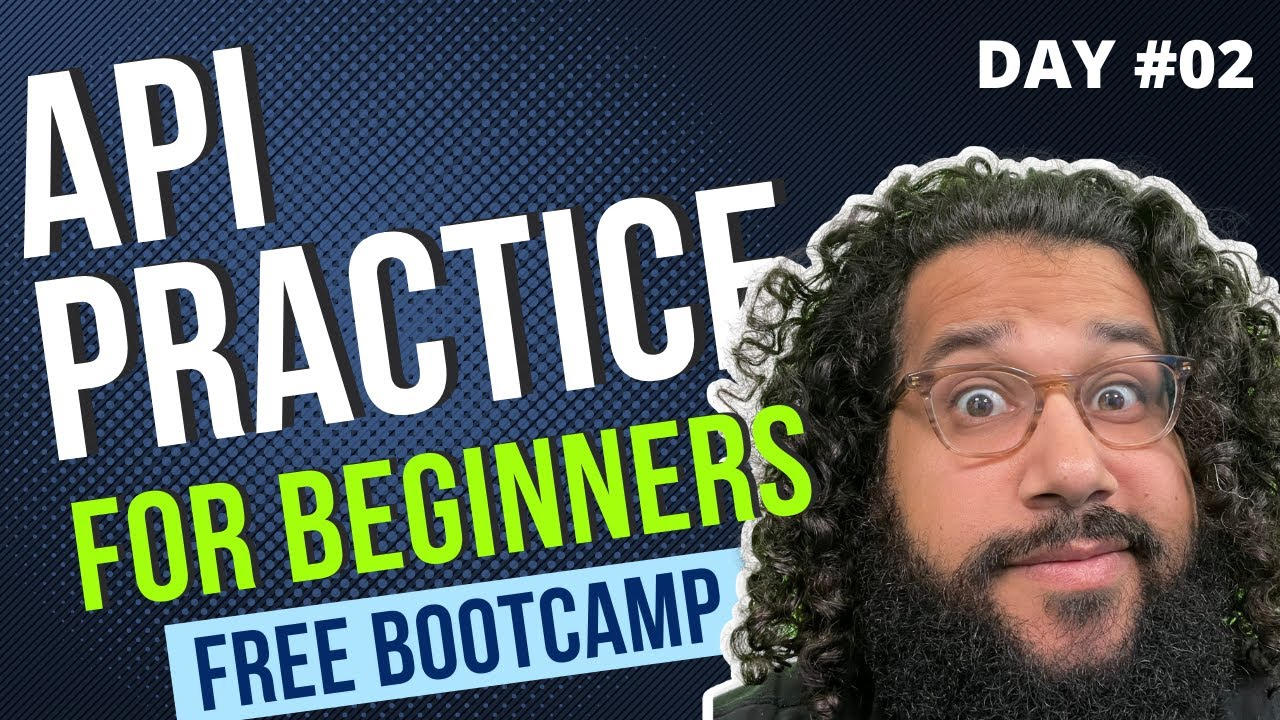 DAY #02
API
PRACTICE
FOR BEGINNERS
FREE BOOTCAMP